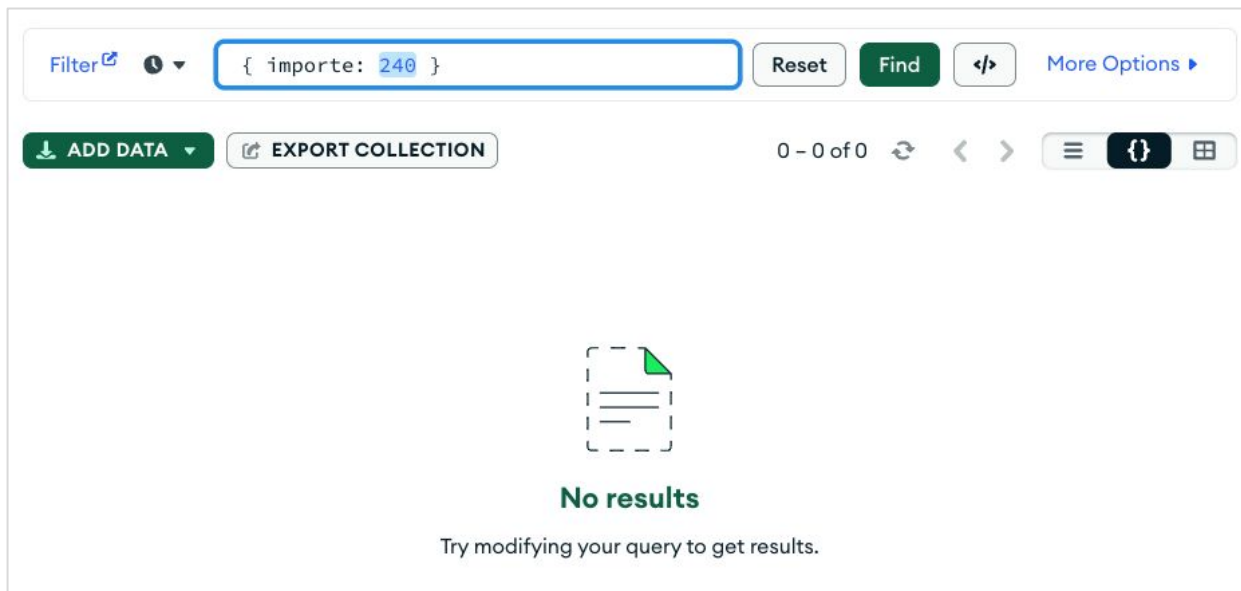 Filter { importe: 240 } Reset Find </> More Options
ADD DATA EXPORT COLLECTION 0 – 0 of 0 {}
No results
Try modifying your query to get results.